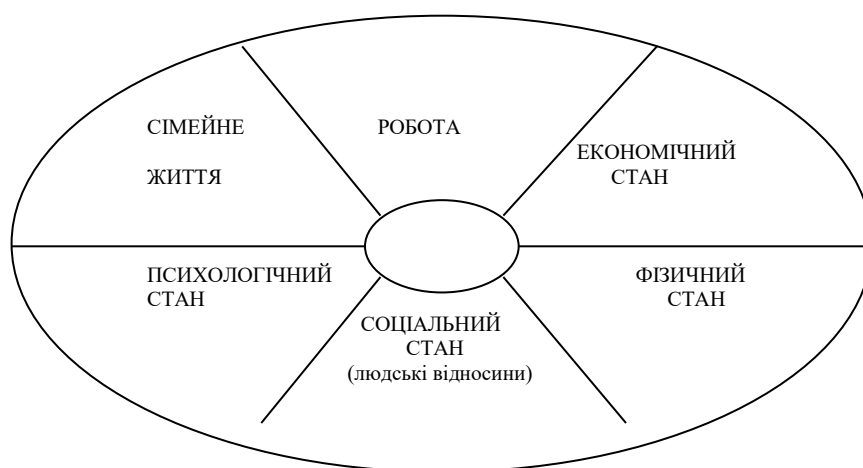 СІМЕЙНЕ
ЖИТТЯ
РОБОТА
ЕКОНОМІЧНИЙ
СТАН
ПСИХОЛОГІЧНИЙ
СТАН
СОЦІАЛЬНИЙ
СТАН
(людські відносини)
ФІЗИЧНИЙ
СТАН